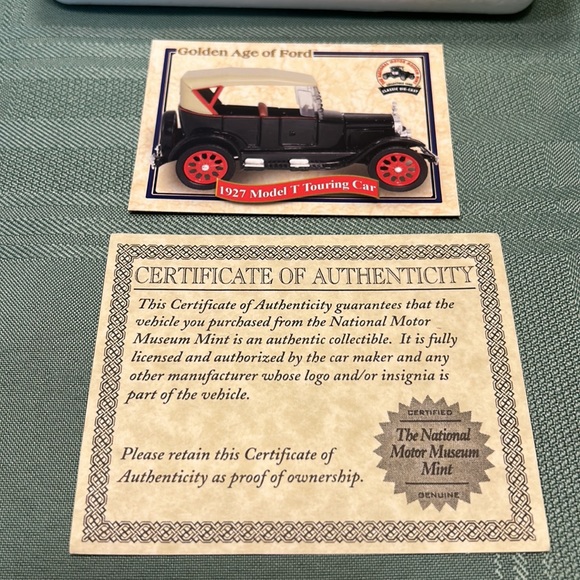 Golden Age of Ford
CLASSIC DIE-CAST
1927 Model T Touring Car
CERTIFICATE OF AUTHENTICITY
This Certificate of Authenticity guarantees that the
vehicle you purchased from the National Motor
Museum Mint is an authentic collectible. It is fully
licensed and authorized by the car maker and any
other manufacturer whose logo and/or insignia is
part of the vehicle.
Please retain this Certificate of
Authenticity as proof of ownership.
CERTIFIED
The National
Motor Museum
Mint
GENUINE